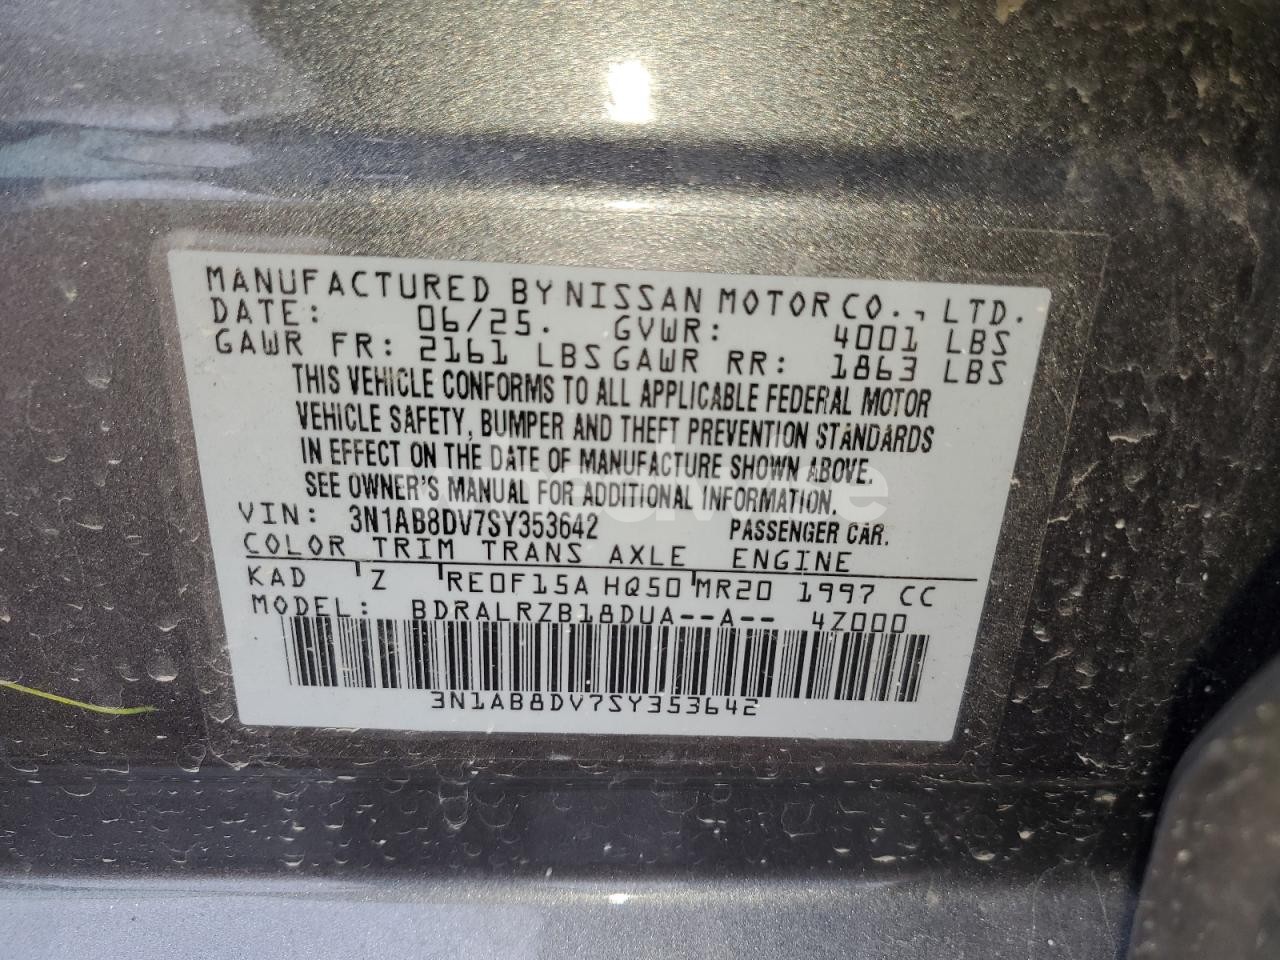 MANUFACTURED BY NISSAN MOTOR CO., LTD.
DATE: 06/25. GVWR: 4001 LBS
GAWR FR: 2161 LBS GAWR RR: 1863 LBS
THIS VEHICLE CONFORMS TO ALL APPLICABLE FEDERAL MOTOR
VEHICLE SAFETY, BUMPER AND THEFT PREVENTION STANDARDS
IN EFFECT ON THE DATE OF MANUFACTURE SHOWN ABOVE.
SEE OWNER'S MANUAL FOR ADDITIONAL INFORMATION.
VIN: 3N1AB8DV7SY353642 PASSENGER CAR.
COLOR TRIM TRANS AXLE ENGINE
KAD Z RE0F15A HQ50 MR20 1997 CC
MODEL: BDRALRZB18DUA--A-- 4Z000
3N1AB8DV7SY353642